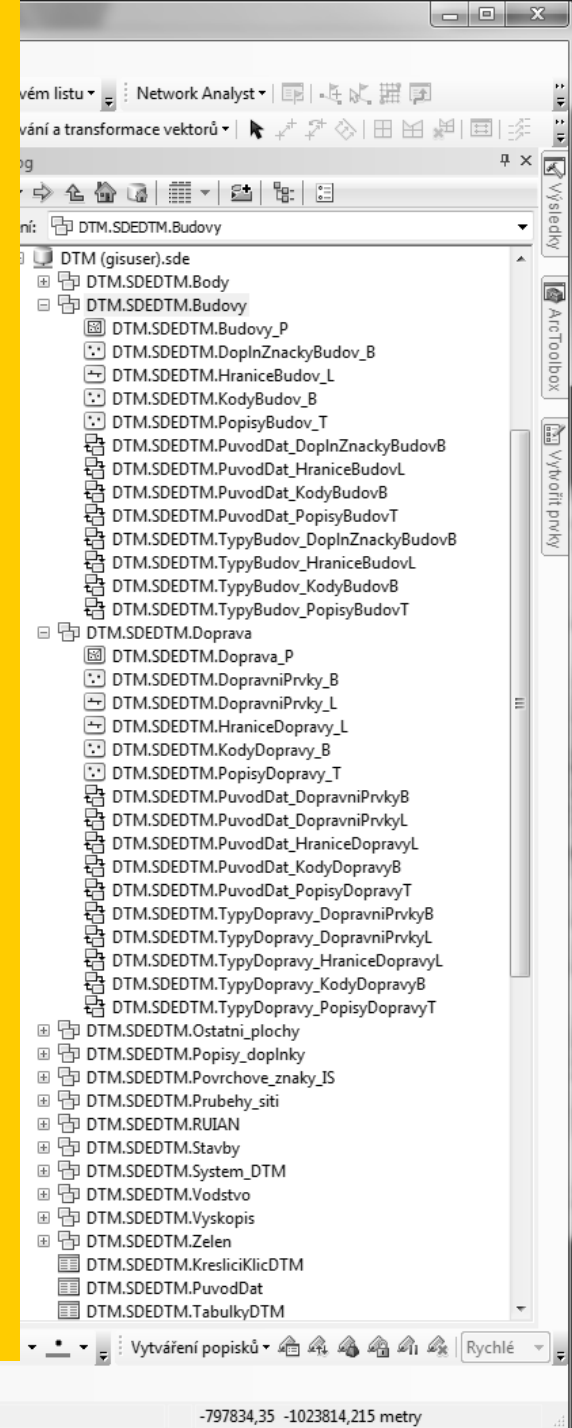 vém listu Network Analyst
vání a transformace vektorů
og
ní: DTM.SDEDTM.Budovy
DTM (gisuser).sde
DTM.SDEDTM.Body
DTM.SDEDTM.Budovy
DTM.SDEDTM.Budovy_P
DTM.SDEDTM.DoplnZnackyBudov_B
DTM.SDEDTM.HraniceBudov_L
DTM.SDEDTM.KodyBudov_B
DTM.SDEDTM.PopisyBudov_T
DTM.SDEDTM.PuvodDat_DoplnZnackyBudovB
DTM.SDEDTM.PuvodDat_HraniceBudovL
DTM.SDEDTM.PuvodDat_KodyBudovB
DTM.SDEDTM.PuvodDat_PopisyBudovT
DTM.SDEDTM.TypyBudov_DoplnZnackyBudovB
DTM.SDEDTM.TypyBudov_HraniceBudovL
DTM.SDEDTM.TypyBudov_KodyBudovB
DTM.SDEDTM.TypyBudov_PopisyBudovT
DTM.SDEDTM.Doprava
DTM.SDEDTM.Doprava_P
DTM.SDEDTM.DopravniPrvky_B
DTM.SDEDTM.DopravniPrvky_L
DTM.SDEDTM.HraniceDopravy_L
DTM.SDEDTM.KodyDopravy_B
DTM.SDEDTM.PopisyDopravy_T
DTM.SDEDTM.PuvodDat_DopravniPrvkyB
DTM.SDEDTM.PuvodDat_DopravniPrvkyL
DTM.SDEDTM.PuvodDat_HraniceDopravyL
DTM.SDEDTM.PuvodDat_KodyDopravyB
DTM.SDEDTM.PuvodDat_PopisyDopravyT
DTM.SDEDTM.TypyDopravy_DopravniPrvkyB
DTM.SDEDTM.TypyDopravy_DopravniPrvkyL
DTM.SDEDTM.TypyDopravy_HraniceDopravyL
DTM.SDEDTM.TypyDopravy_KodyDopravyB
DTM.SDEDTM.TypyDopravy_PopisyDopravyT
DTM.SDEDTM.Ostatni_plochy
DTM.SDEDTM.Popisy_doplnky
DTM.SDEDTM.Povrchove_znaky_IS
DTM.SDEDTM.Prubehy_siti
DTM.SDEDTM.RUIAN
DTM.SDEDTM.Stavby
DTM.SDEDTM.System_DTM
DTM.SDEDTM.Vodstvo
DTM.SDEDTM.Vyskopis
DTM.SDEDTM.Zelen
DTM.SDEDTM.KresliciKlicDTM
DTM.SDEDTM.PuvodDat
DTM.SDEDTM.TabulkyDTM
Výsledky
ArcToolbox
Vytvořit prvky
Vytváření popisků Rychlé
-797834,35 -1023814,215 metry